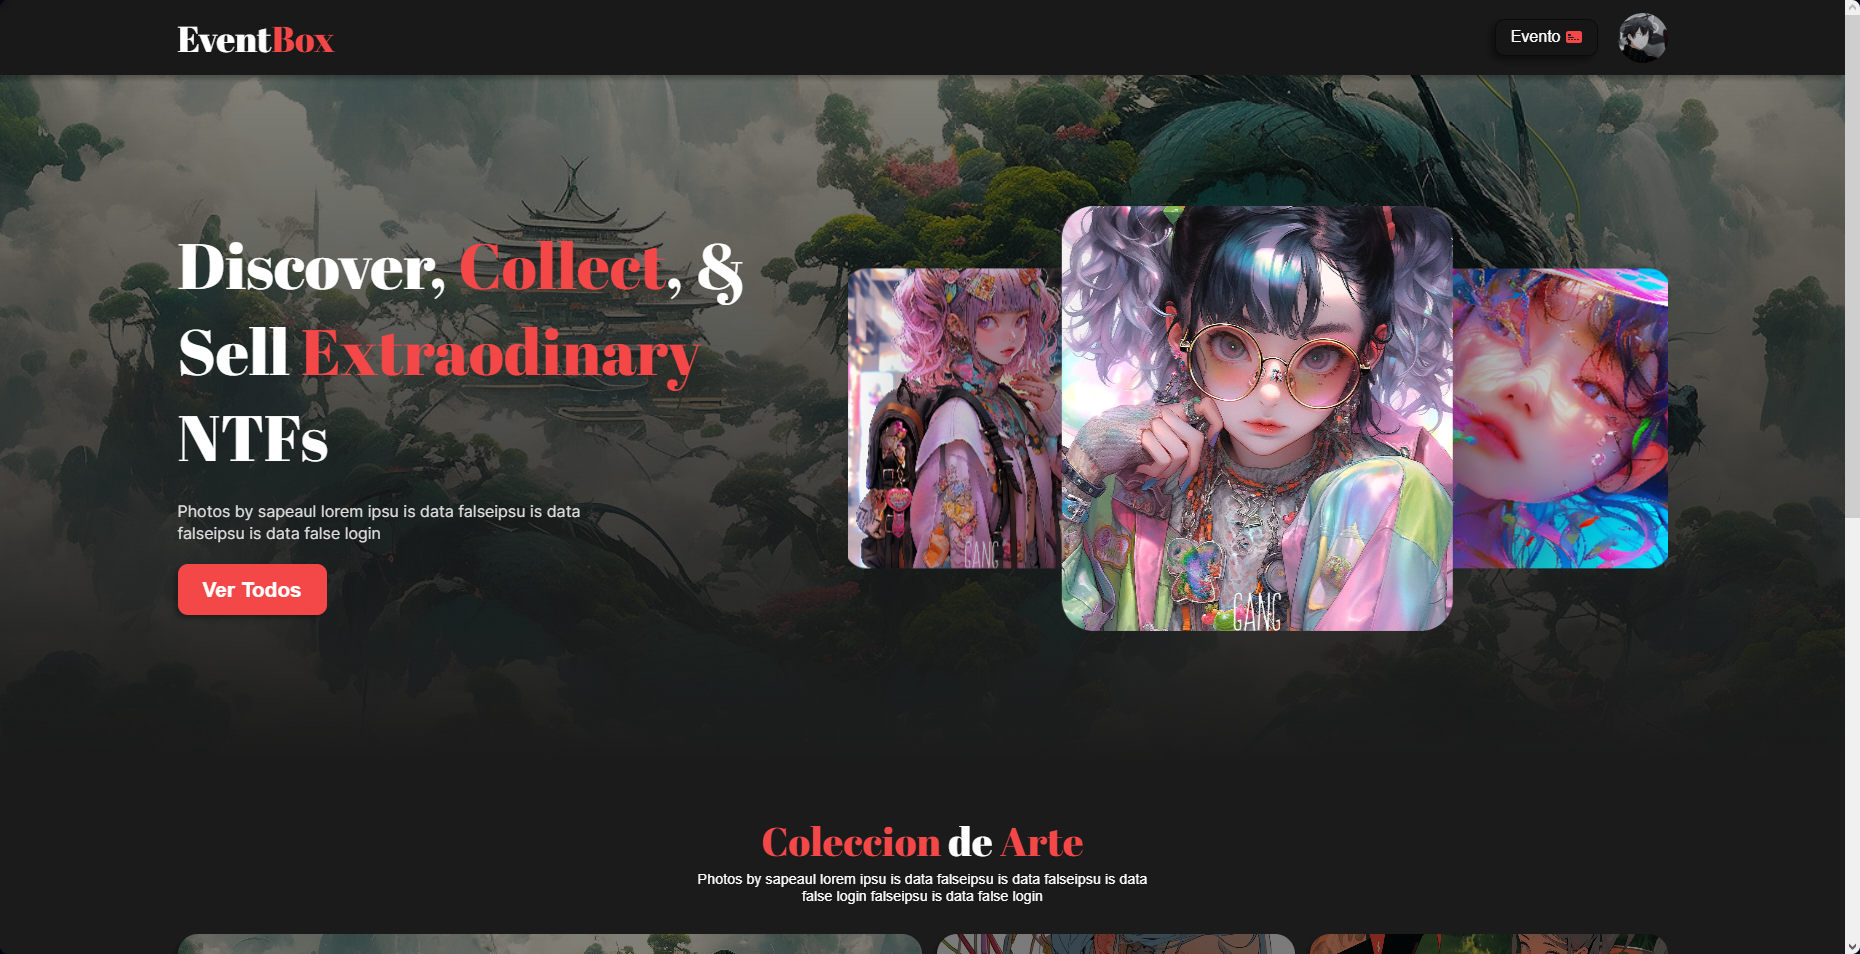 EventBox
Evento
Discover, Collect, &
Sell Extraodinary
NTFs
Photos by sapeaul lorem ipsu is data falseipsu is data
falseipsu is data false login
Ver Todos
GANG
GANG
Coleccion de Arte
Photos by sapeaul lorem ipsu is data falseipsu is data falseipsu is data
false login falseipsu is data false login